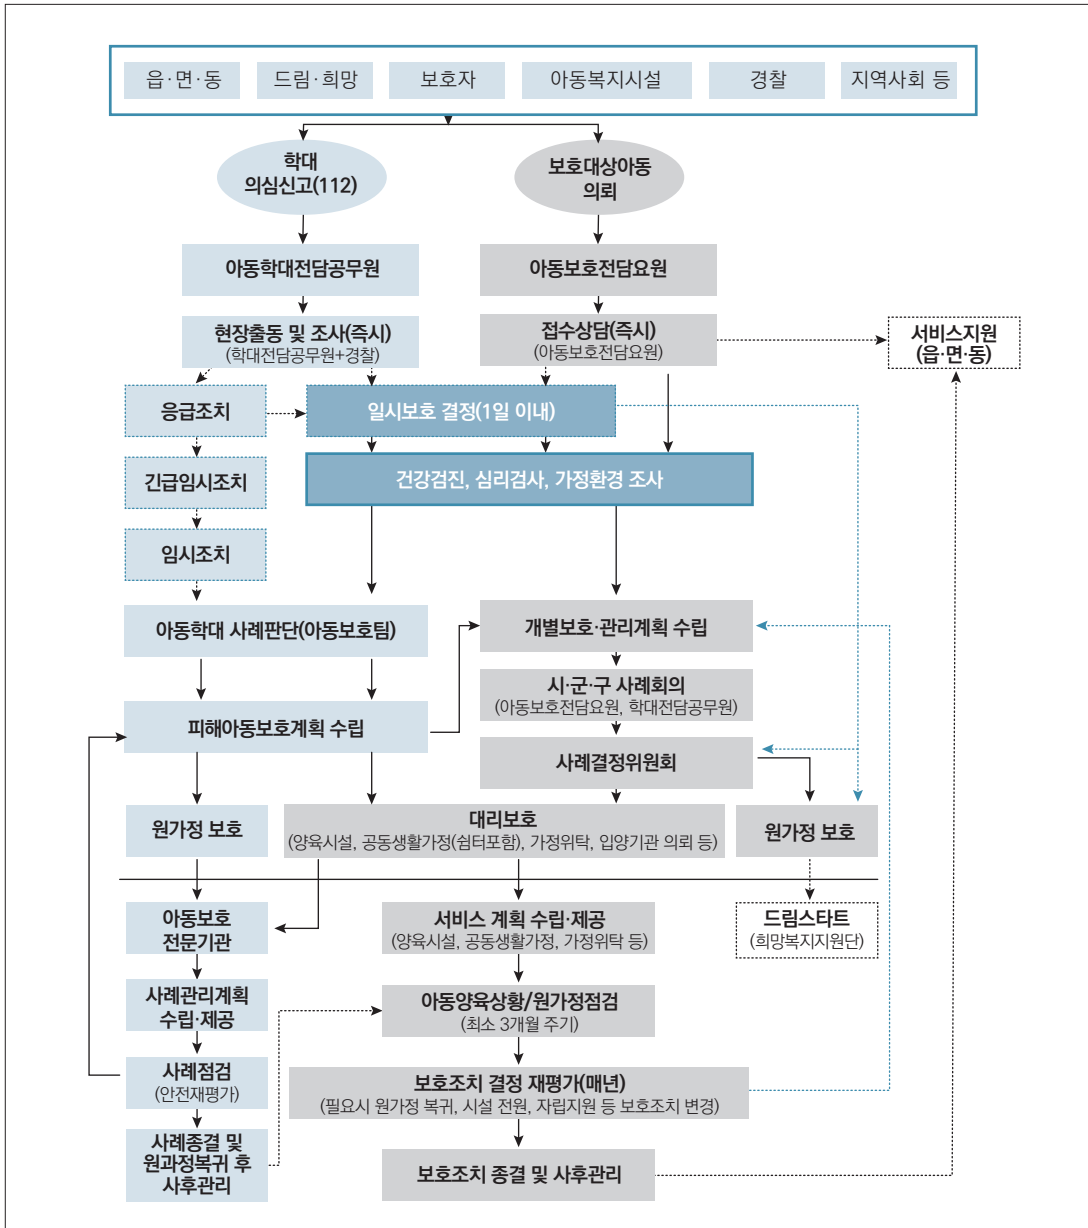 읍·면·동
드림·희망
보호자
아동복지시설
경찰
지역사회 등
학대
의심신고(112)
보호대상아동
의뢰
아동학대전담공무원
아동보호전담요원
현장출동 및 조사(즉시)
(학대전담공무원+경찰)
접수상담(즉시)
(아동보호전담요원)
서비스지원
(읍·면·동)
응급조치
일시보호 결정(1일 이내)
긴급임시조치
건강검진, 심리검사, 가정환경 조사
임시조치
아동학대 사례판단(아동보호팀)
개별보호·관리계획 수립
시·군·구 사례회의
(아동보호전담요원, 학대전담공무원)
피해아동보호계획 수립
사례결정위원회
원가정 보호
대리보호
(양육시설, 공동생활가정(쉼터포함), 가정위탁, 입양기관 의뢰 등)
원가정 보호
아동보호
전문기관
서비스 계획 수립·제공
(양육시설, 공동생활가정, 가정위탁 등)
드림스타트
(희망복지지원단)
사례관리계획
수립·제공
아동양육상황/원가정점검
(최소 3개월 주기)
사례점검
(안전재평가)
보호조치 결정 재평가(매년)
(필요시 원가정 복귀, 시설 전원, 자립지원 등 보호조치 변경)
사례종결 및
원과정복귀 후
사후관리
보호조치 종결 및 사후관리